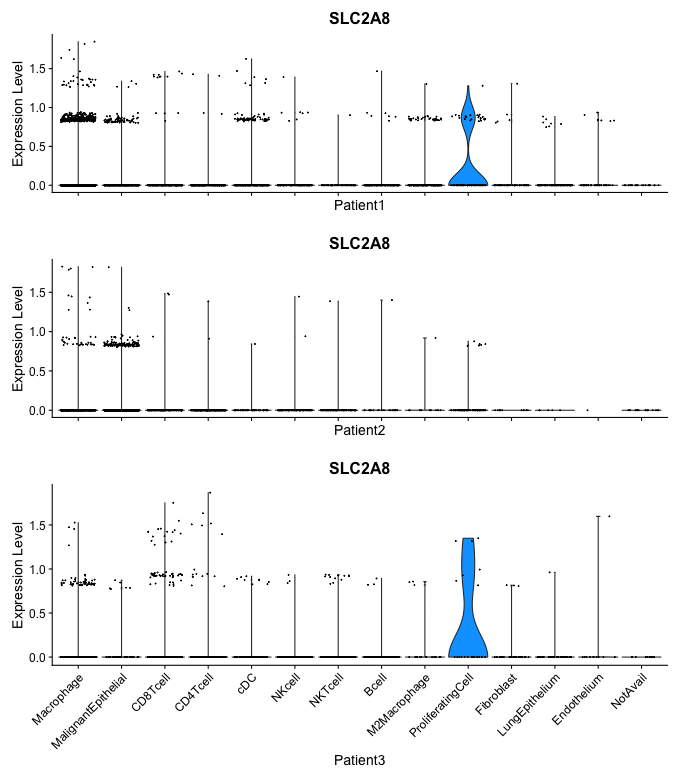 SLC2A8
Expression Level
1.5
1.0
0.5
0.0
Patient1
SLC2A8
Expression Level
1.5
1.0
0.5
0.0
Patient2
SLC2A8
Expression Level
1.5
1.0
0.5
0.0
Macrophage
MalignantEpithelial
CD8Tcell
CD4Tcell
cDC
NKcell
NKTcell
Bcell
M2Macrophage
ProliferatingCell
Fibroblast
LungEpithelium
Endothelium
NotAvail
Patient3